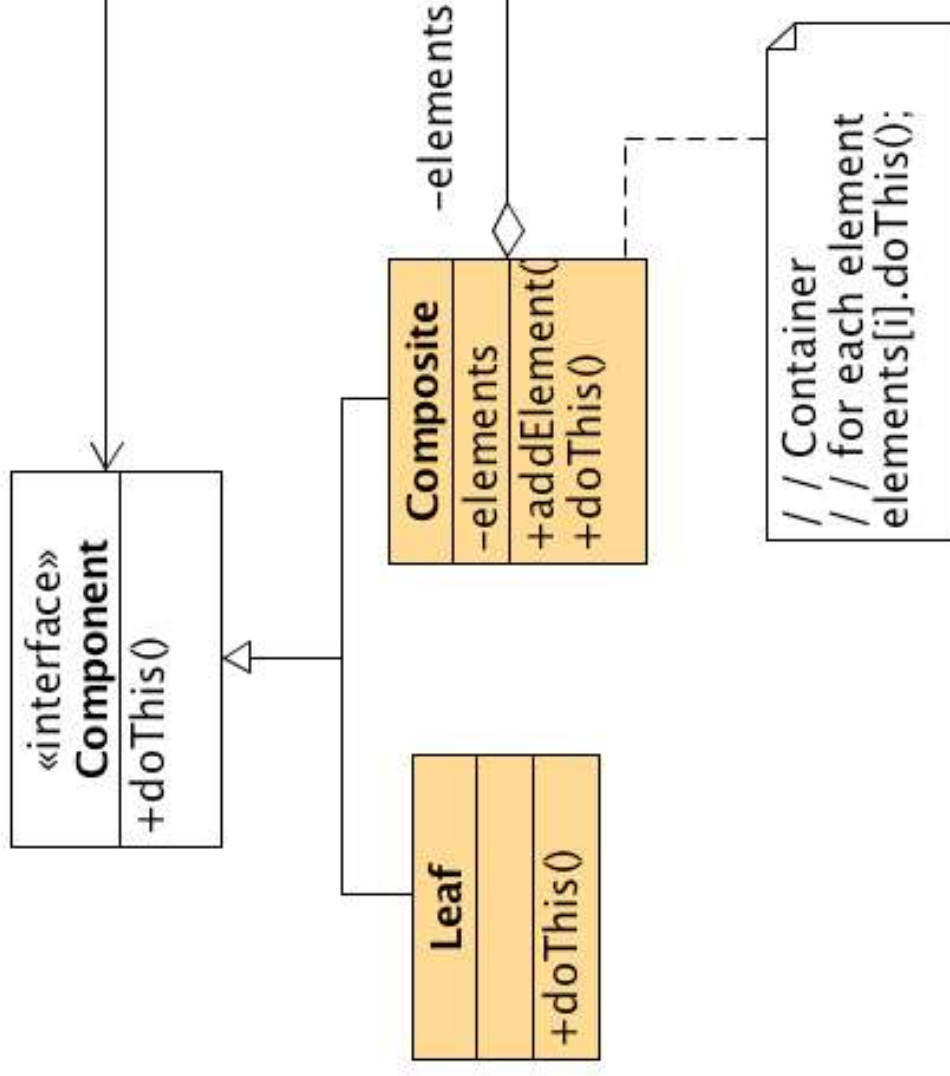 «interface»
Component
+doThis()
Leaf
+doThis()
Composite
-elements
+addElement()
+doThis()
-elements
// Container
// for each element
elements[i].doThis();